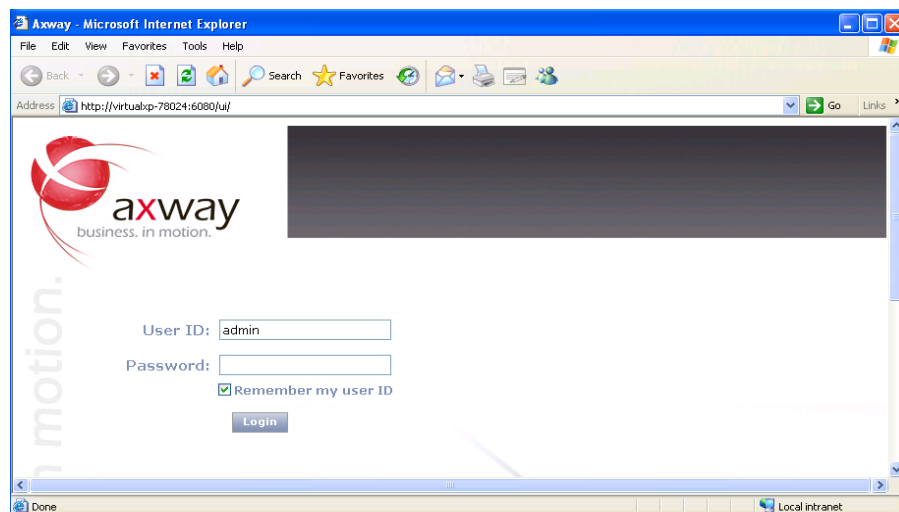 Axway - Microsoft Internet Explorer
File Edit View Favorites Tools Help
Back Search Favorites
Address http://virtualxp-78024:6080/ui/ Go Links
axway
business. in motion.
motion.
User ID: admin
Password:
Remember my user ID
Login
Done Local intranet